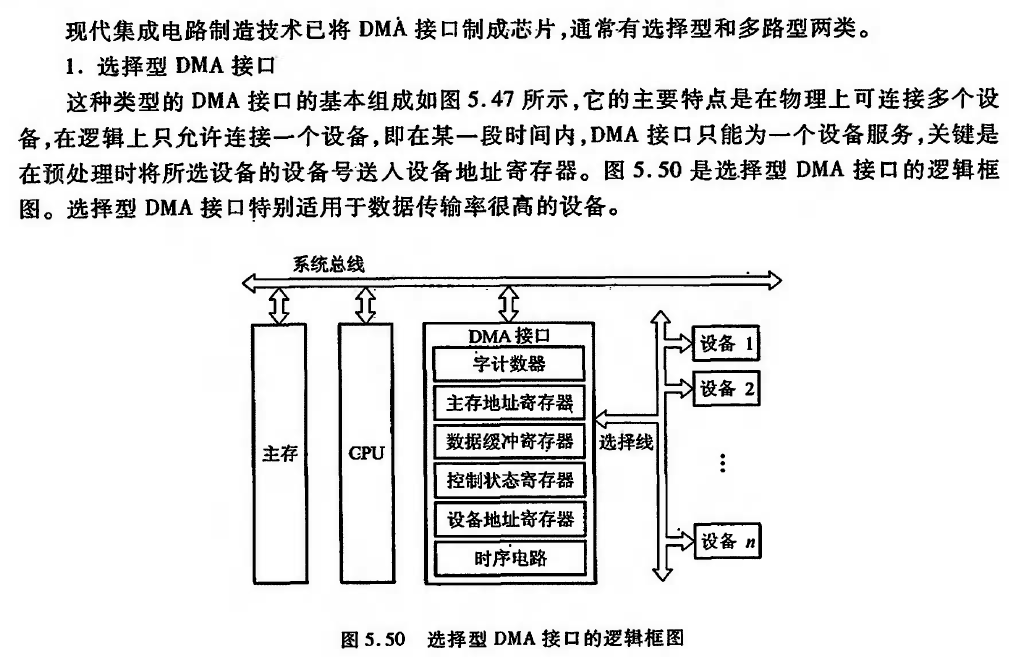 现代集成电路制造技术已将 DMA 接口制成芯片,通常有选择型和多路型两类。
1. 选择型 DMA 接口
这种类型的 DMA 接口的基本组成如图 5.47 所示,它的主要特点是在物理上可连接多个设
备,在逻辑上只允许连接一个设备,即在某一段时间内,DMA 接口只能为一个设备服务,关键是
在预处理时将所选设备的设备号送入设备地址寄存器。图 5.50 是选择型 DMA 接口的逻辑框
图。选择型 DMA 接口特别适用于数据传输率很高的设备。
系统总线
主存
CPU
DMA 接口
字计数器
主存地址寄存器
数据缓冲寄存器
控制状态寄存器
设备地址寄存器
时序电路
选择线
设备 1
设备 2
⋮
设备 n
图 5.50 选择型 DMA 接口的逻辑框图